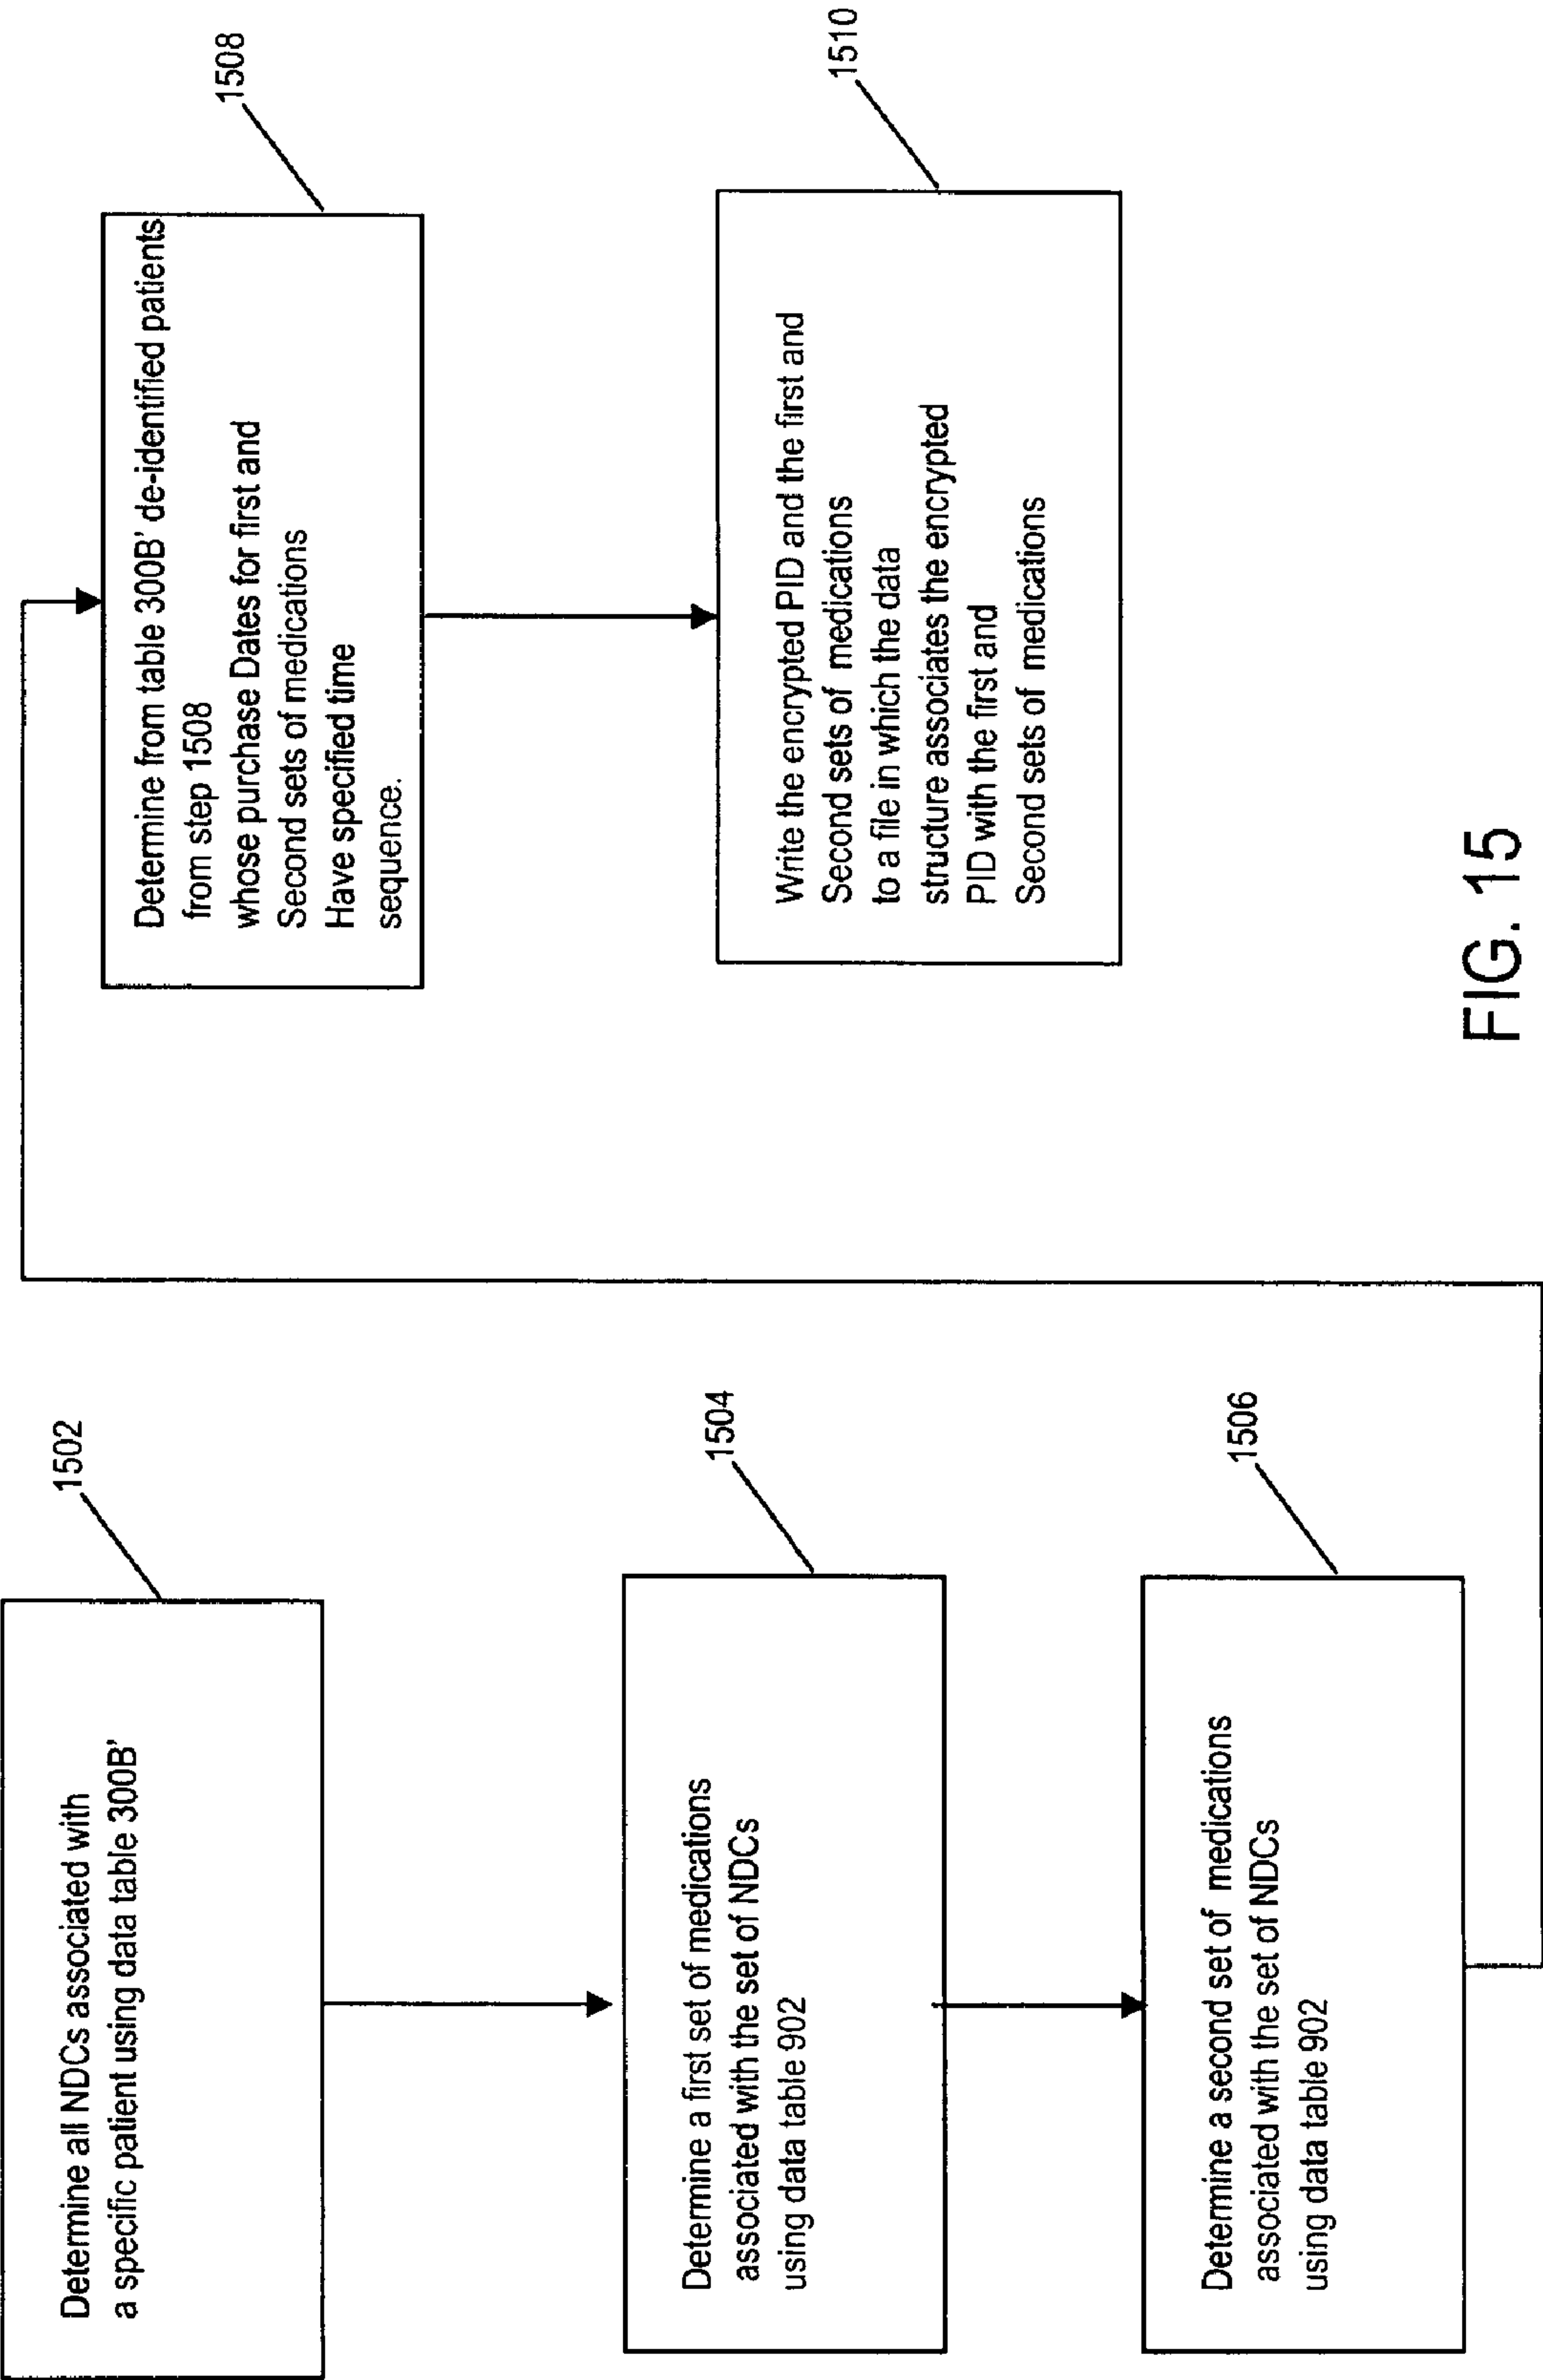 1502
Determine all NDCs associated with
a specific patient using data table 300B'
1504
Determine a first set of medications
associated with the set of NDCs
using data table 902
1506
Determine a second set of medications
associated with the set of NDCs
using data table 902
1508
Determine from table 300B' de-identified patients
from step 1508
whose purchase Dates for first and
Second sets of medications
Have specified time
sequence.
1510
Write the encrypted PID and the first and
Second sets of medications
to a file in which the data
structure associates the encrypted
PID with the first and
Second sets of medications
FIG. 15